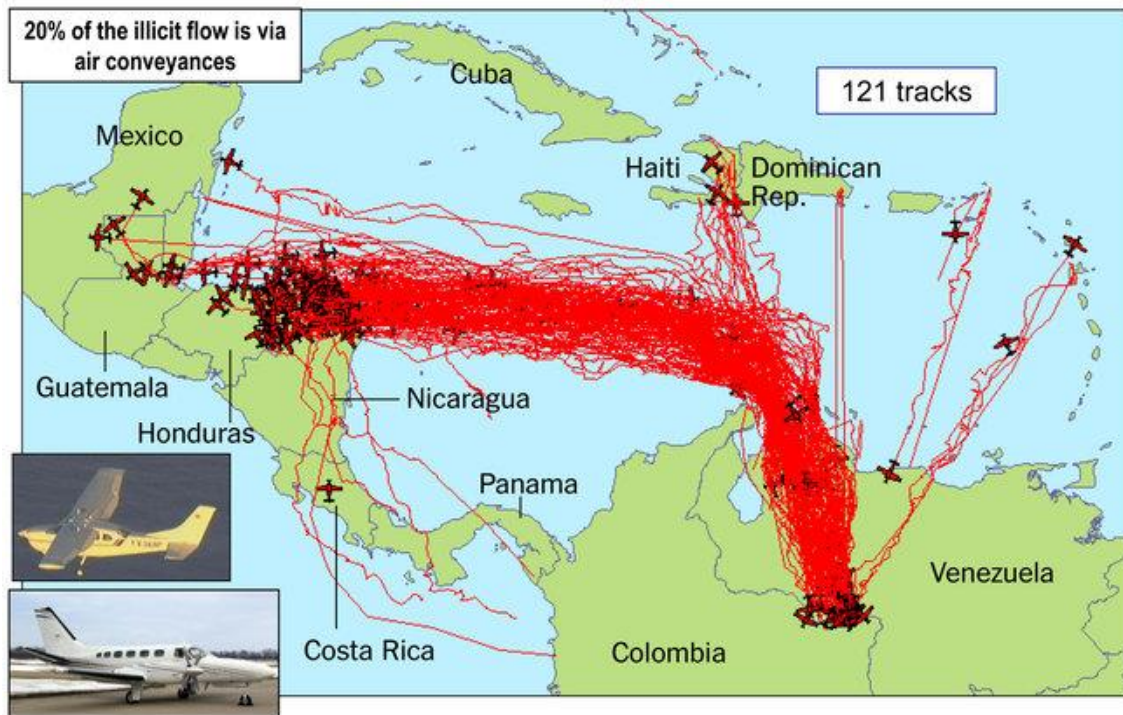 20% of the illicit flow is via
air conveyances
Cuba
121 tracks
Mexico
Haiti
Dominican
Rep.
Guatemala
Nicaragua
Honduras
Panama
Venezuela
Costa Rica
Colombia